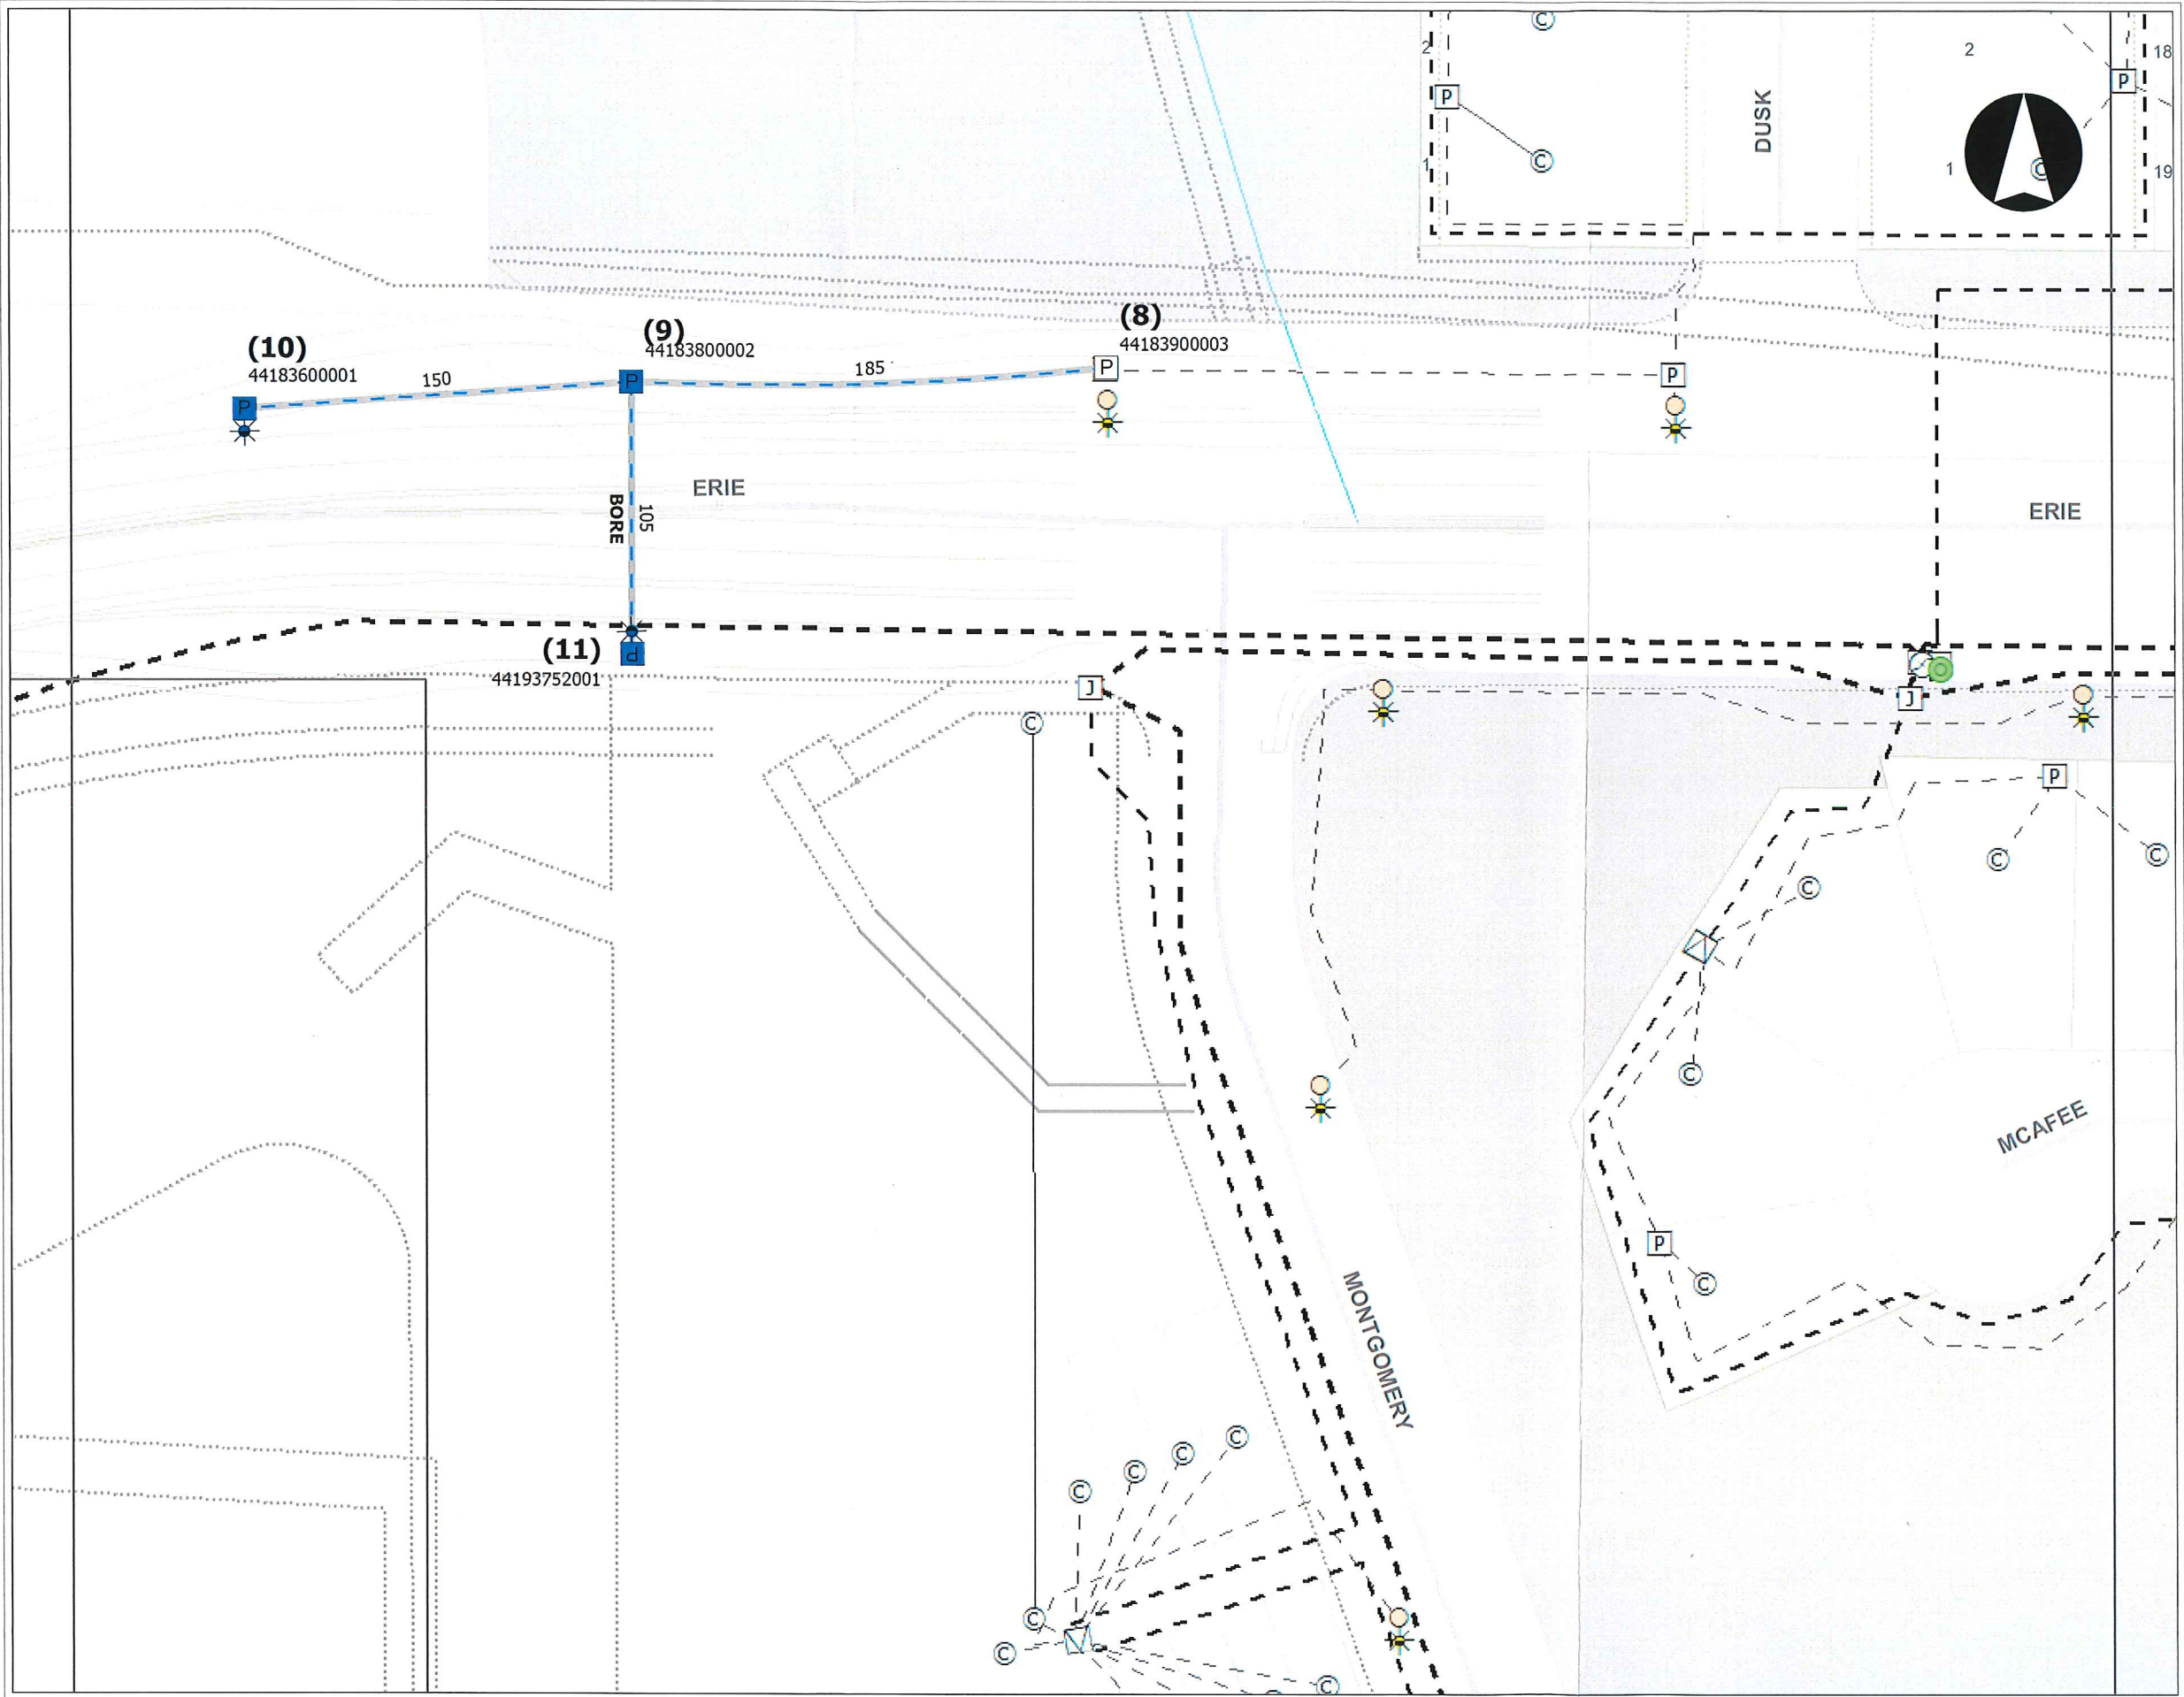 Ⓒ
2
2
18
P
P
DUSK
Ⓒ
1
1
Ⓒ
19
(10)
44183600001
150
(9)
44183800002
185
(8)
44183900003
P
P
P
P
ERIE
BORE
105
ERIE
(11)
44193752001
P
J
J
Ⓒ
P
Ⓒ
Ⓒ
Ⓒ
Ⓒ
MCAFEE
P
Ⓒ
MONTGOMERY
Ⓒ
Ⓒ
Ⓒ
Ⓒ
Ⓒ
Ⓒ
Ⓒ